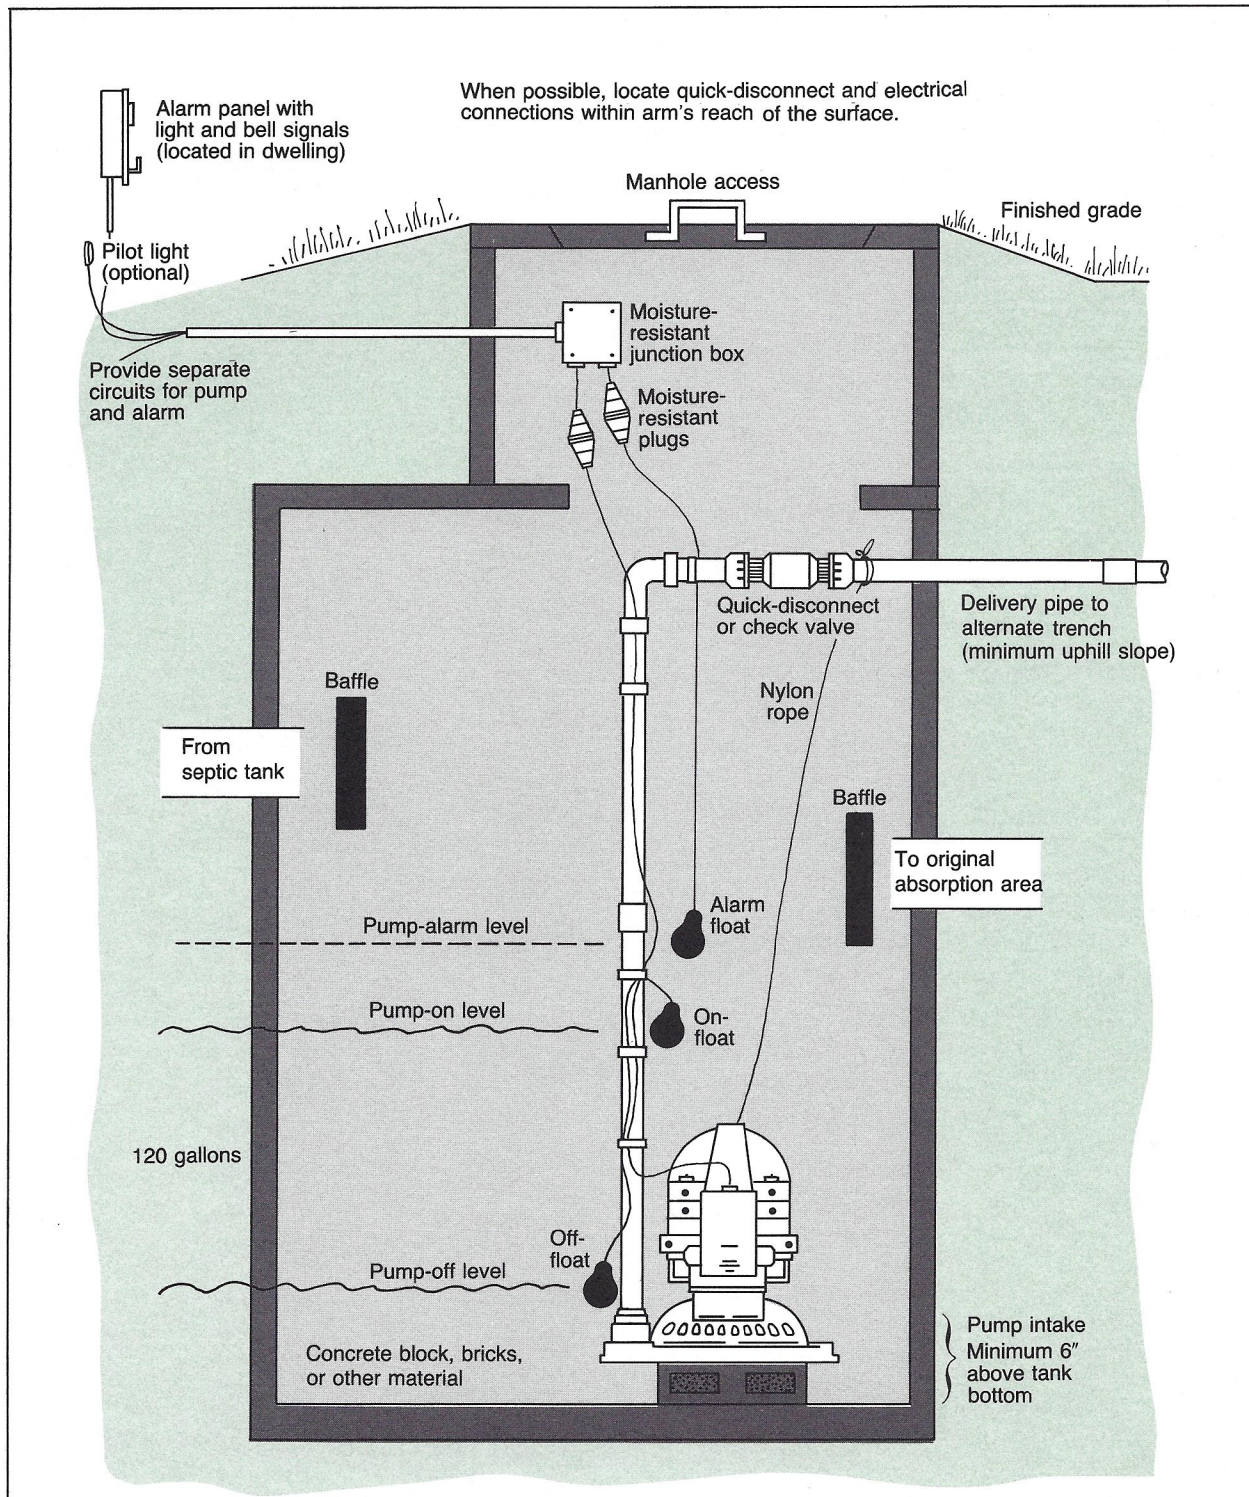 When possible, locate quick-disconnect and electrical
connections within arm's reach of the surface.
Alarm panel with
light and bell signals
(located in dwelling)
Manhole access
Finished grade
Pilot light
(optional)
Moisture-
resistant
junction box
Provide separate
circuits for pump
and alarm
Moisture-
resistant
plugs
Quick-disconnect
or check valve
Delivery pipe to
alternate trench
(minimum uphill slope)
Nylon
rope
Baffle
From
septic tank
Baffle
To original
absorption area
Alarm
float
Pump-alarm level
Pump-on level
On-
float
120 gallons
Off-
float
Pump-off level
Concrete block, bricks,
or other material
Pump intake
Minimum 6″
above tank
bottom